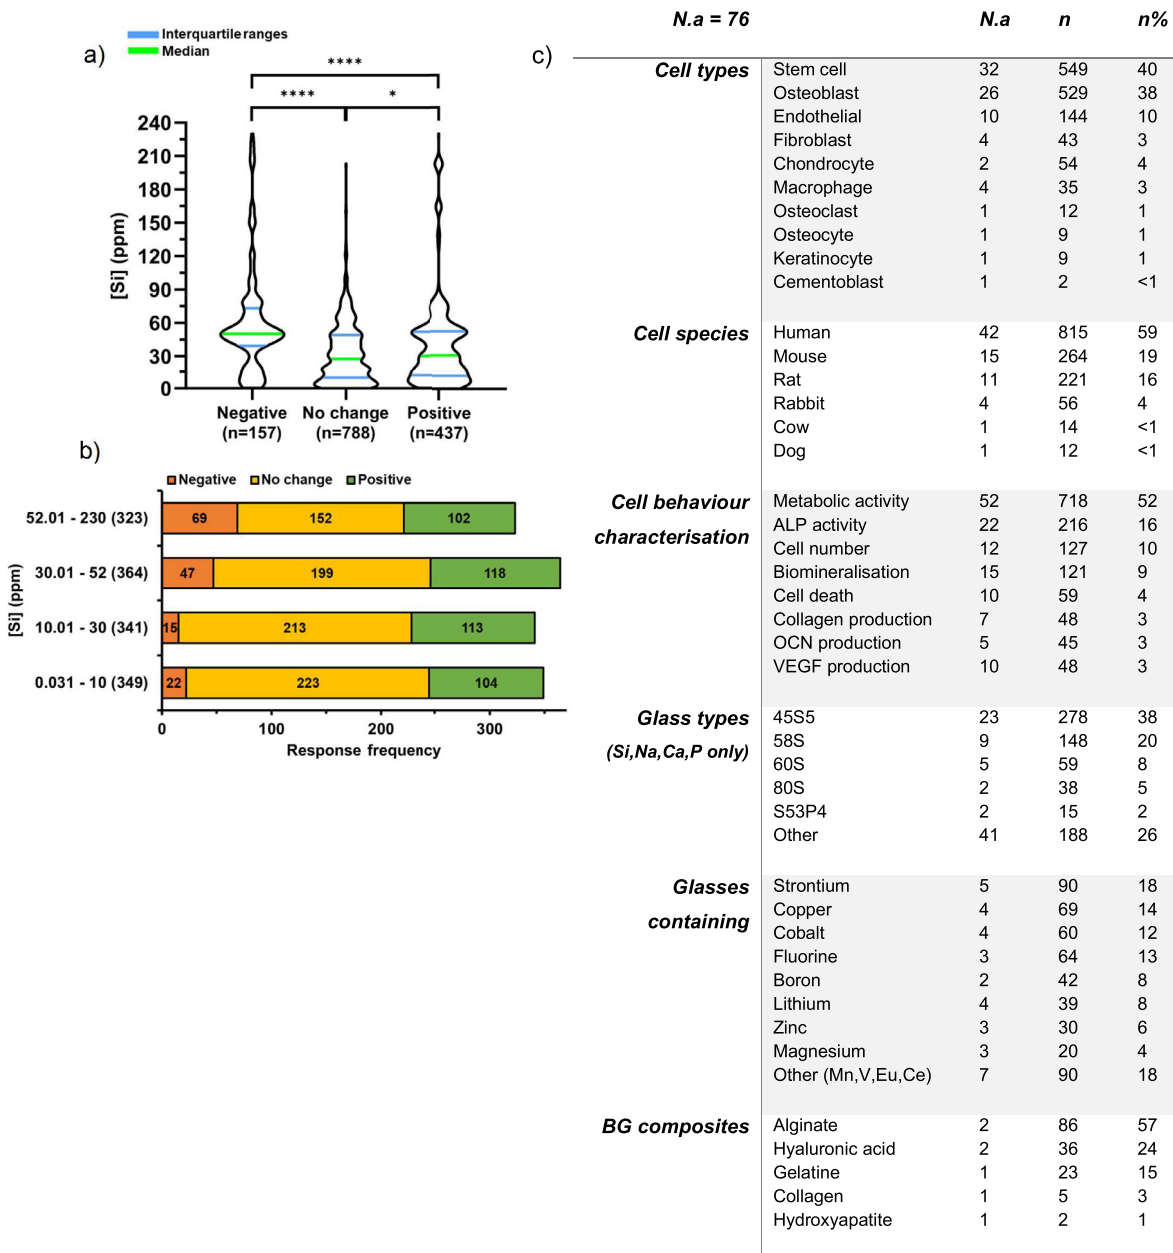 Interquartile ranges
Median
a)
****
**** *
[Si] (ppm)
240
210
180
150
120
90
60
30
0
Negative No change Positive
(n=157) (n=788) (n=437)
b)
Negative No change Positive
[Si] (ppm)
52.01 - 230 (323) 69 152 102
30.01 - 52 (364) 47 199 118
10.01 - 30 (341) 15 213 113
0.031 - 10 (349) 22 223 104
0 100 200 300
Response frequency
c)
N.a = 76 N.a n n%
Cell types Stem cell 32 549 40
Osteoblast 26 529 38
Endothelial 10 144 10
Fibroblast 4 43 3
Chondrocyte 2 54 4
Macrophage 4 35 3
Osteoclast 1 12 1
Osteocyte 1 9 1
Keratinocyte 1 9 1
Cementoblast 1 2 <1
Cell species Human 42 815 59
Mouse 15 264 19
Rat 11 221 16
Rabbit 4 56 4
Cow 1 14 <1
Dog 1 12 <1
Cell behaviour Metabolic activity 52 718 52
characterisation ALP activity 22 216 16
Cell number 12 127 10
Biomineralisation 15 121 9
Cell death 10 59 4
Collagen production 7 48 3
OCN production 5 45 3
VEGF production 10 48 3
Glass types 45S5 23 278 38
(Si,Na,Ca,P only) 58S 9 148 20
60S 5 59 8
80S 2 38 5
S53P4 2 15 2
Other 41 188 26
Glasses Strontium 5 90 18
containing Copper 4 69 14
Cobalt 4 60 12
Fluorine 3 64 13
Boron 2 42 8
Lithium 4 39 8
Zinc 3 30 6
Magnesium 3 20 4
Other (Mn,V,Eu,Ce) 7 90 18
BG composites Alginate 2 86 57
Hyaluronic acid 2 36 24
Gelatine 1 23 15
Collagen 1 5 3
Hydroxyapatite 1 2 1